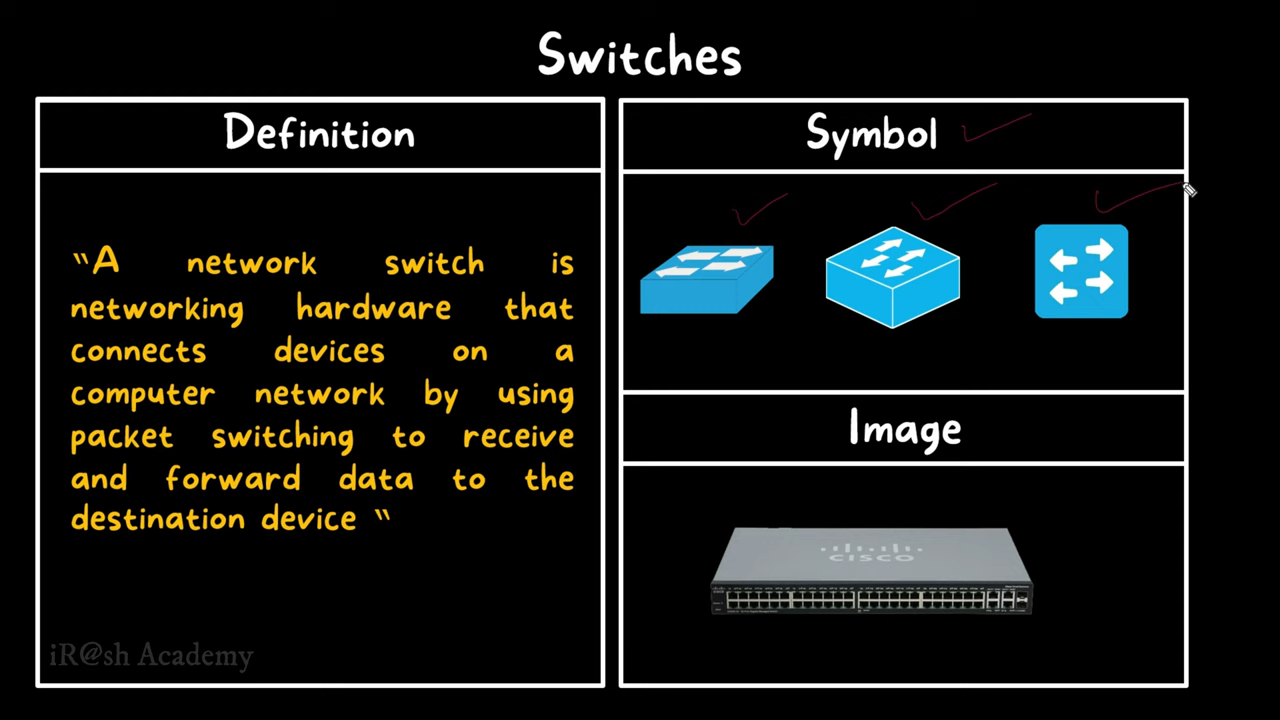 Switches
Definition
"A network switch is
networking hardware that
connects devices on a
computer network by using
packet switching to receive
and forward data to the
destination device "
iR@sh Academy
Symbol
Image
CISCO